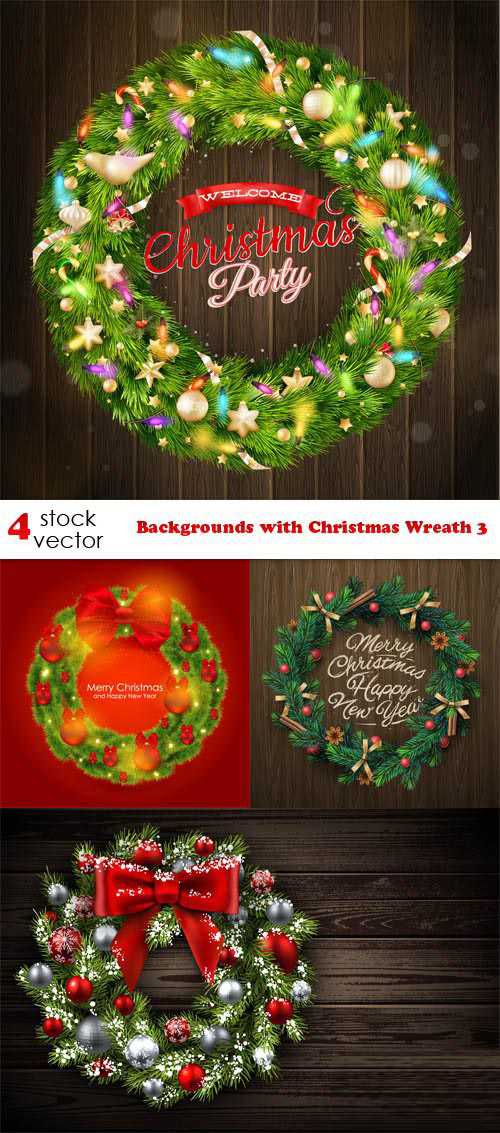 WELCOME
Christmas
Party
4 stock vector
Backgrounds with Christmas Wreath 3
Merry Christmas
and Happy New Year
Merry
Christmas
Happy
New Year